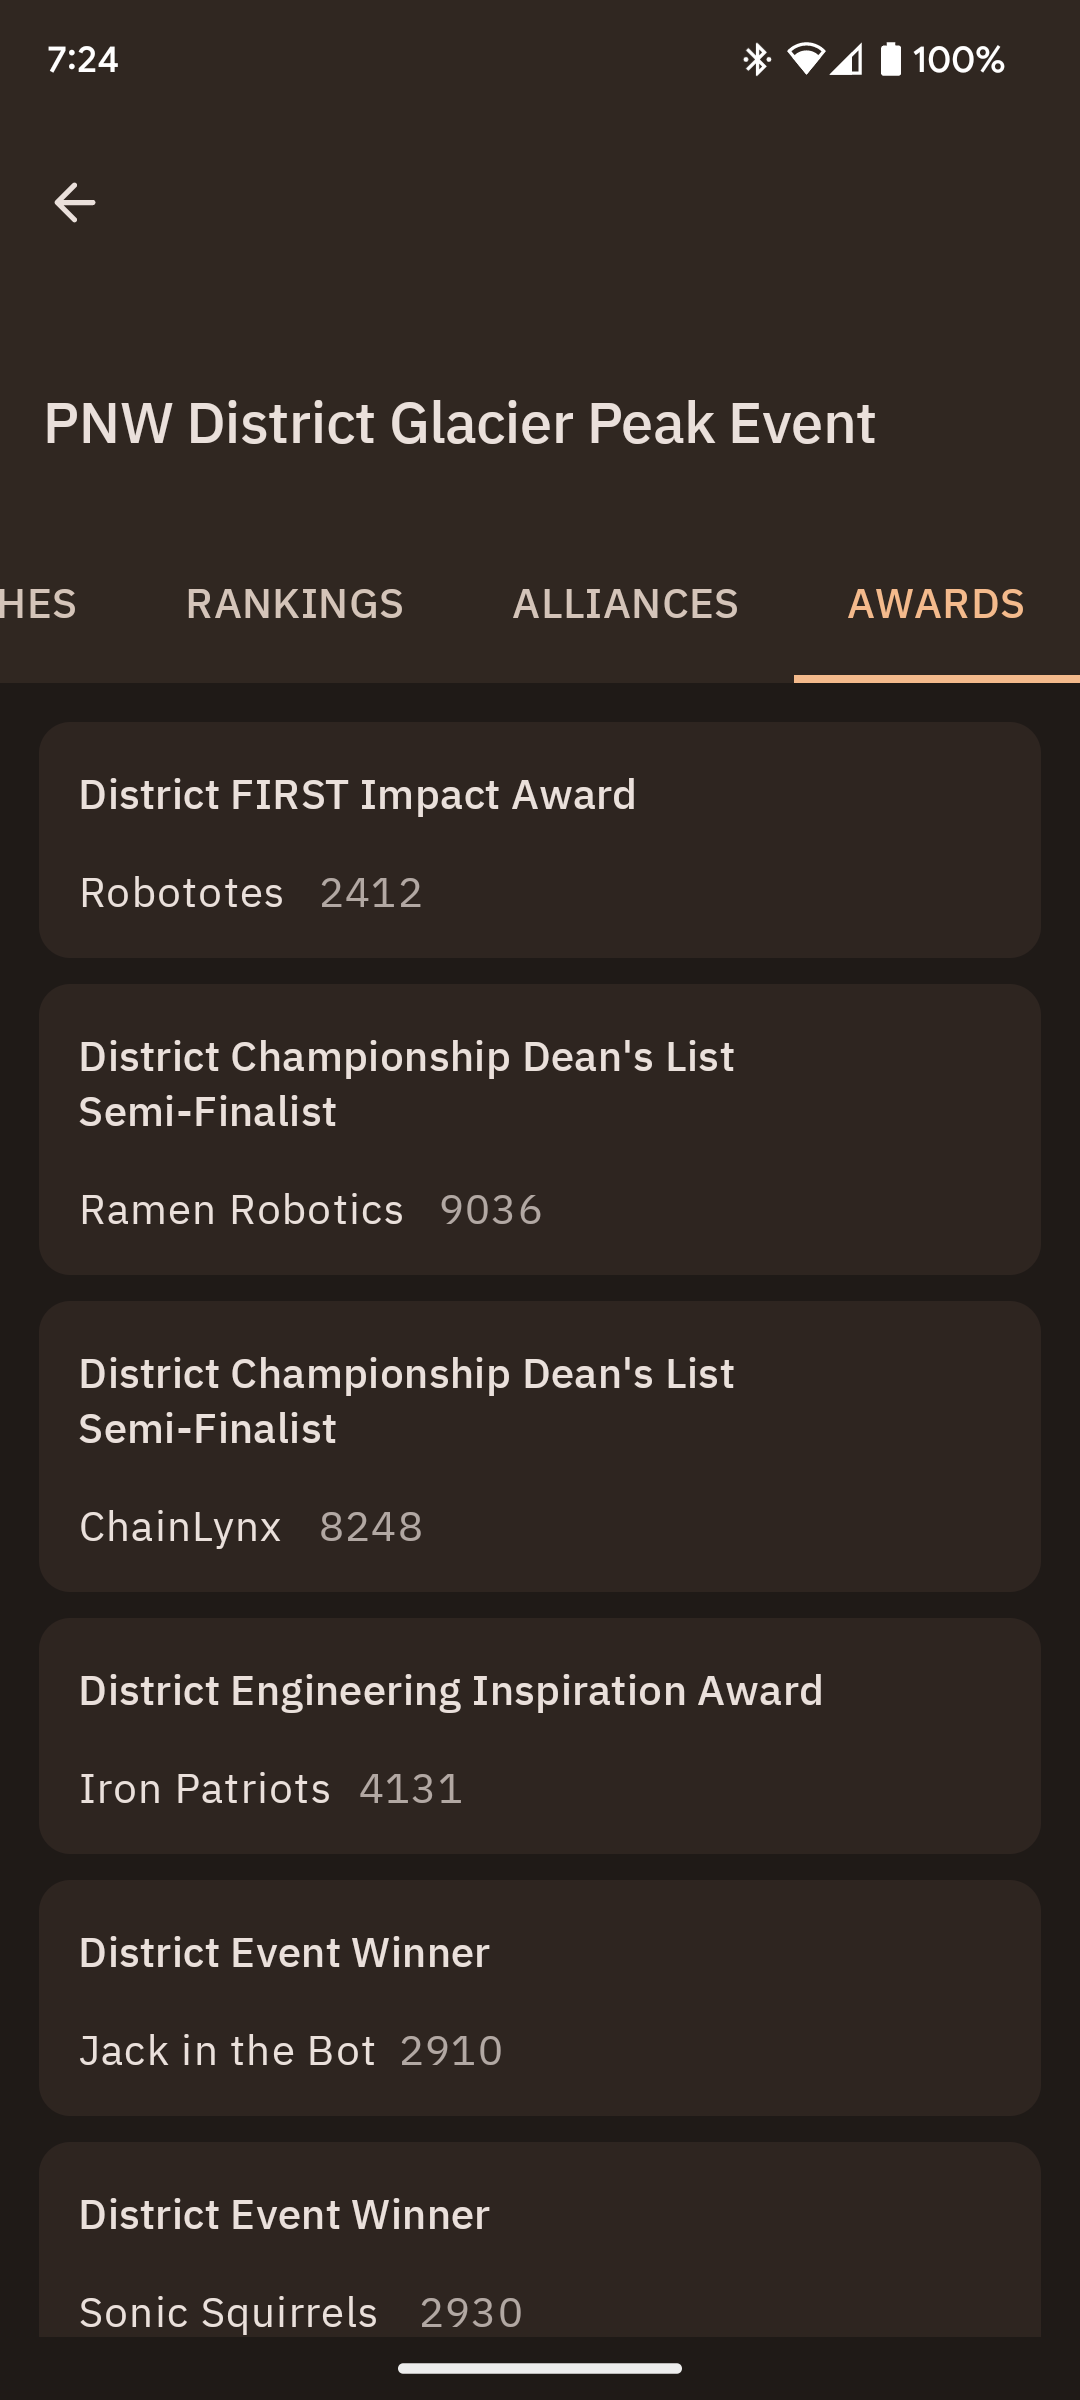 7:24 100%
PNW District Glacier Peak Event
HES RANKINGS ALLIANCES AWARDS
District FIRST Impact Award
Robototes 2412
District Championship Dean's List
Semi-Finalist
Ramen Robotics 9036
District Championship Dean's List
Semi-Finalist
ChainLynx 8248
District Engineering Inspiration Award
Iron Patriots 4131
District Event Winner
Jack in the Bot 2910
District Event Winner
Sonic Squirrels 2930